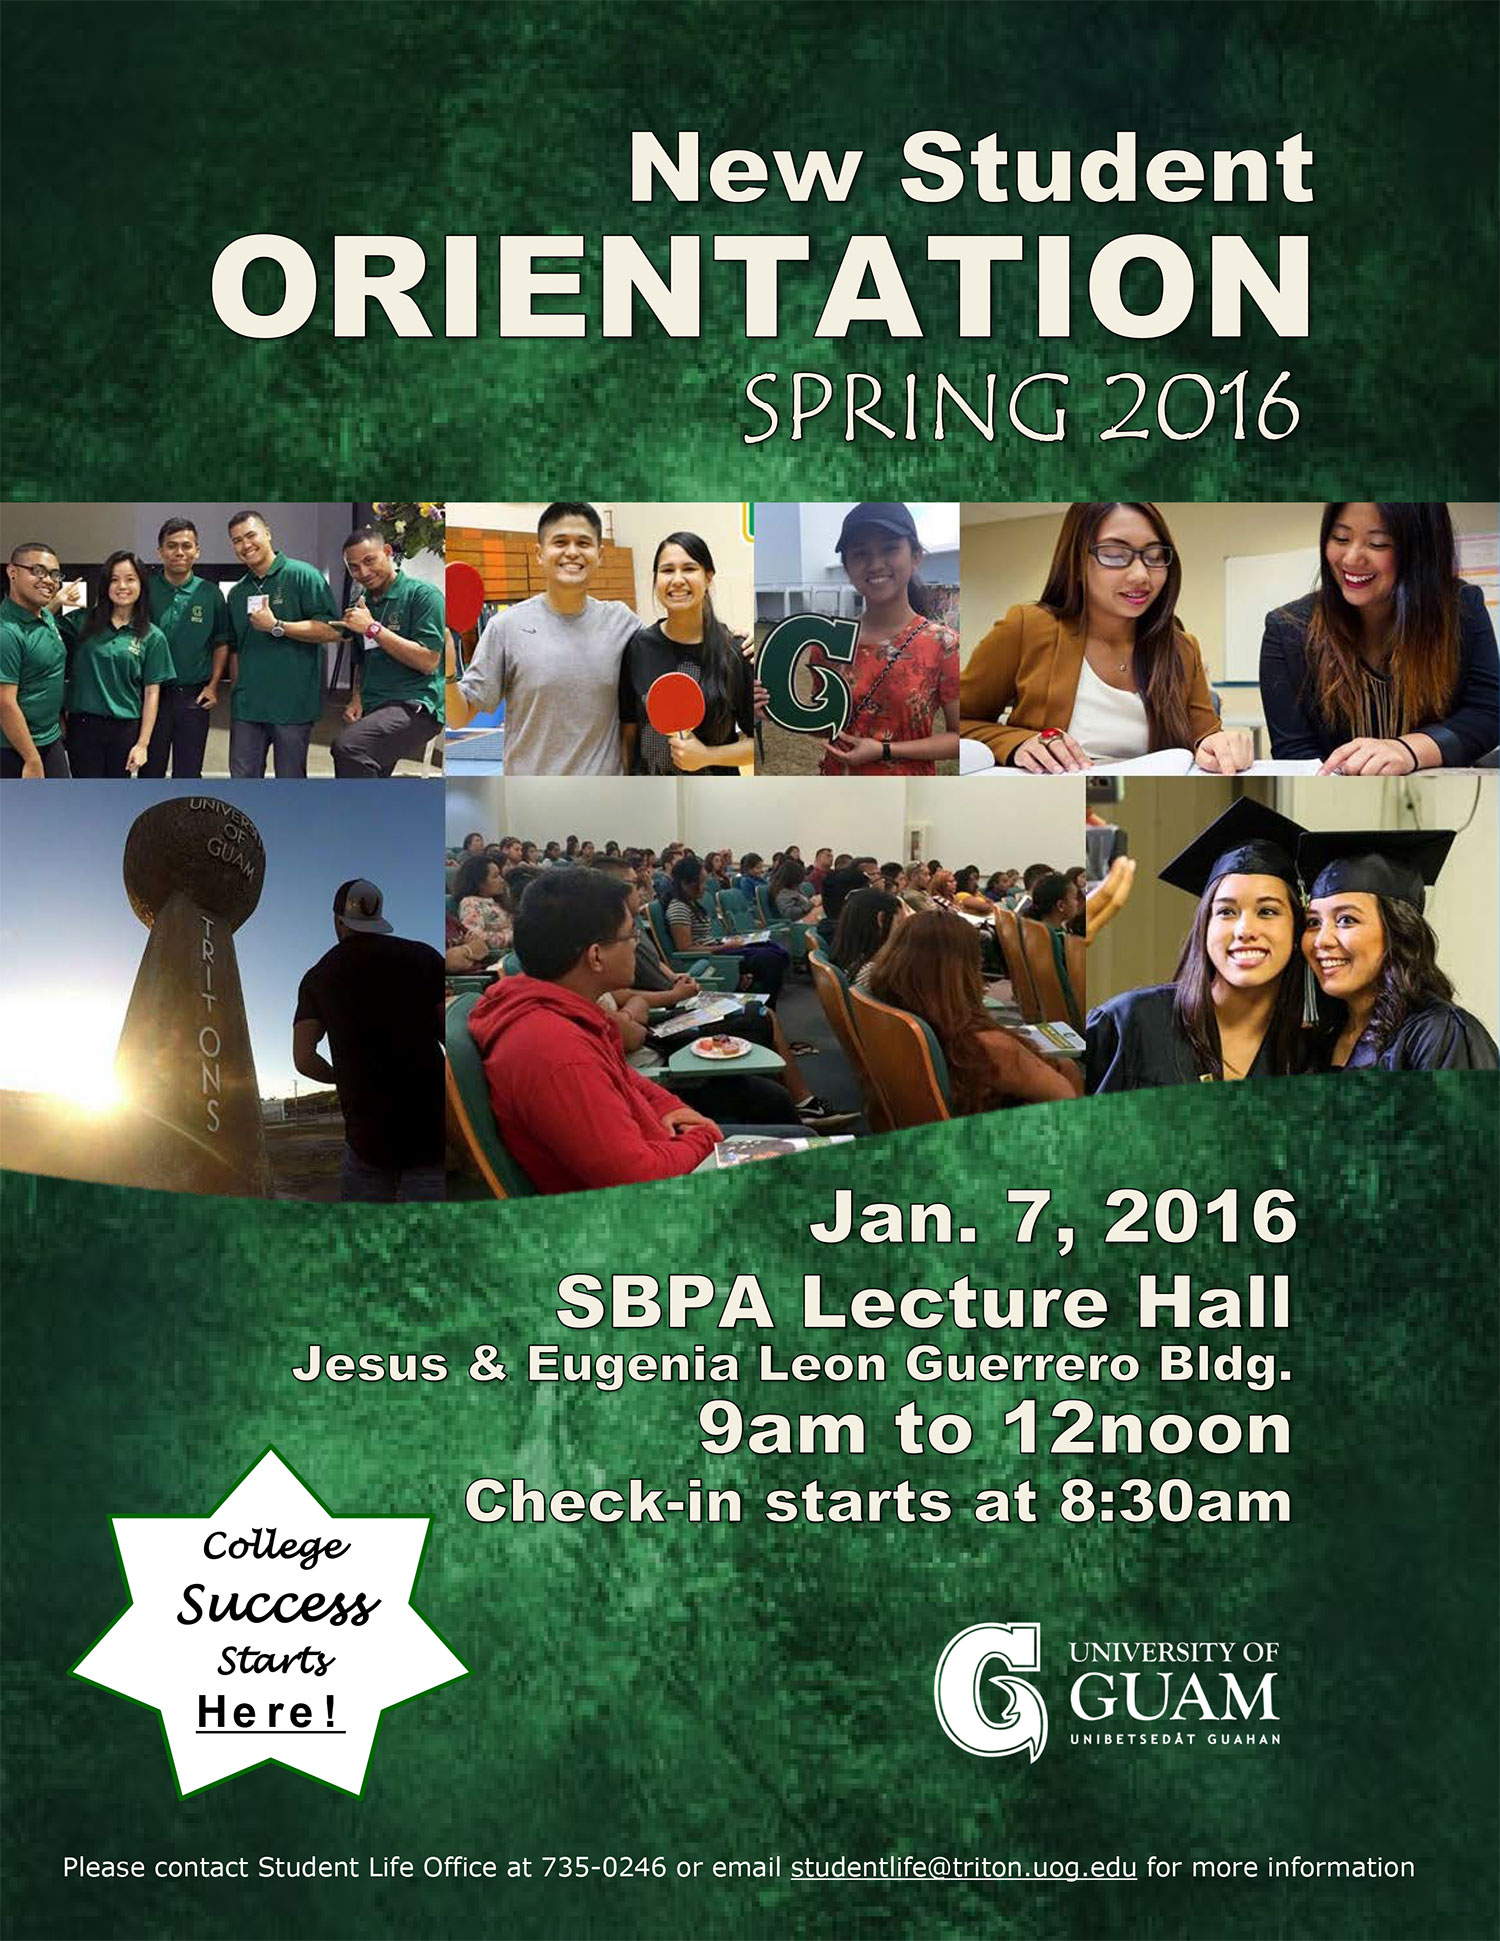 New Student
ORIENTATION
SPRING 2016
UNIVERSITY
OF
GUAM
TRITONS
Jan. 7, 2016
SBPA Lecture Hall
Jesus & Eugenia Leon Guerrero Bldg.
9am to 12noon
Check-in starts at 8:30am
College
Success
Starts
Here!
G
UNIVERSITY OF
GUAM
UNIBETSEDÅT GUAHAN
Please contact Student Life Office at 735-0246 or email studentlife@triton.uog.edu for more information